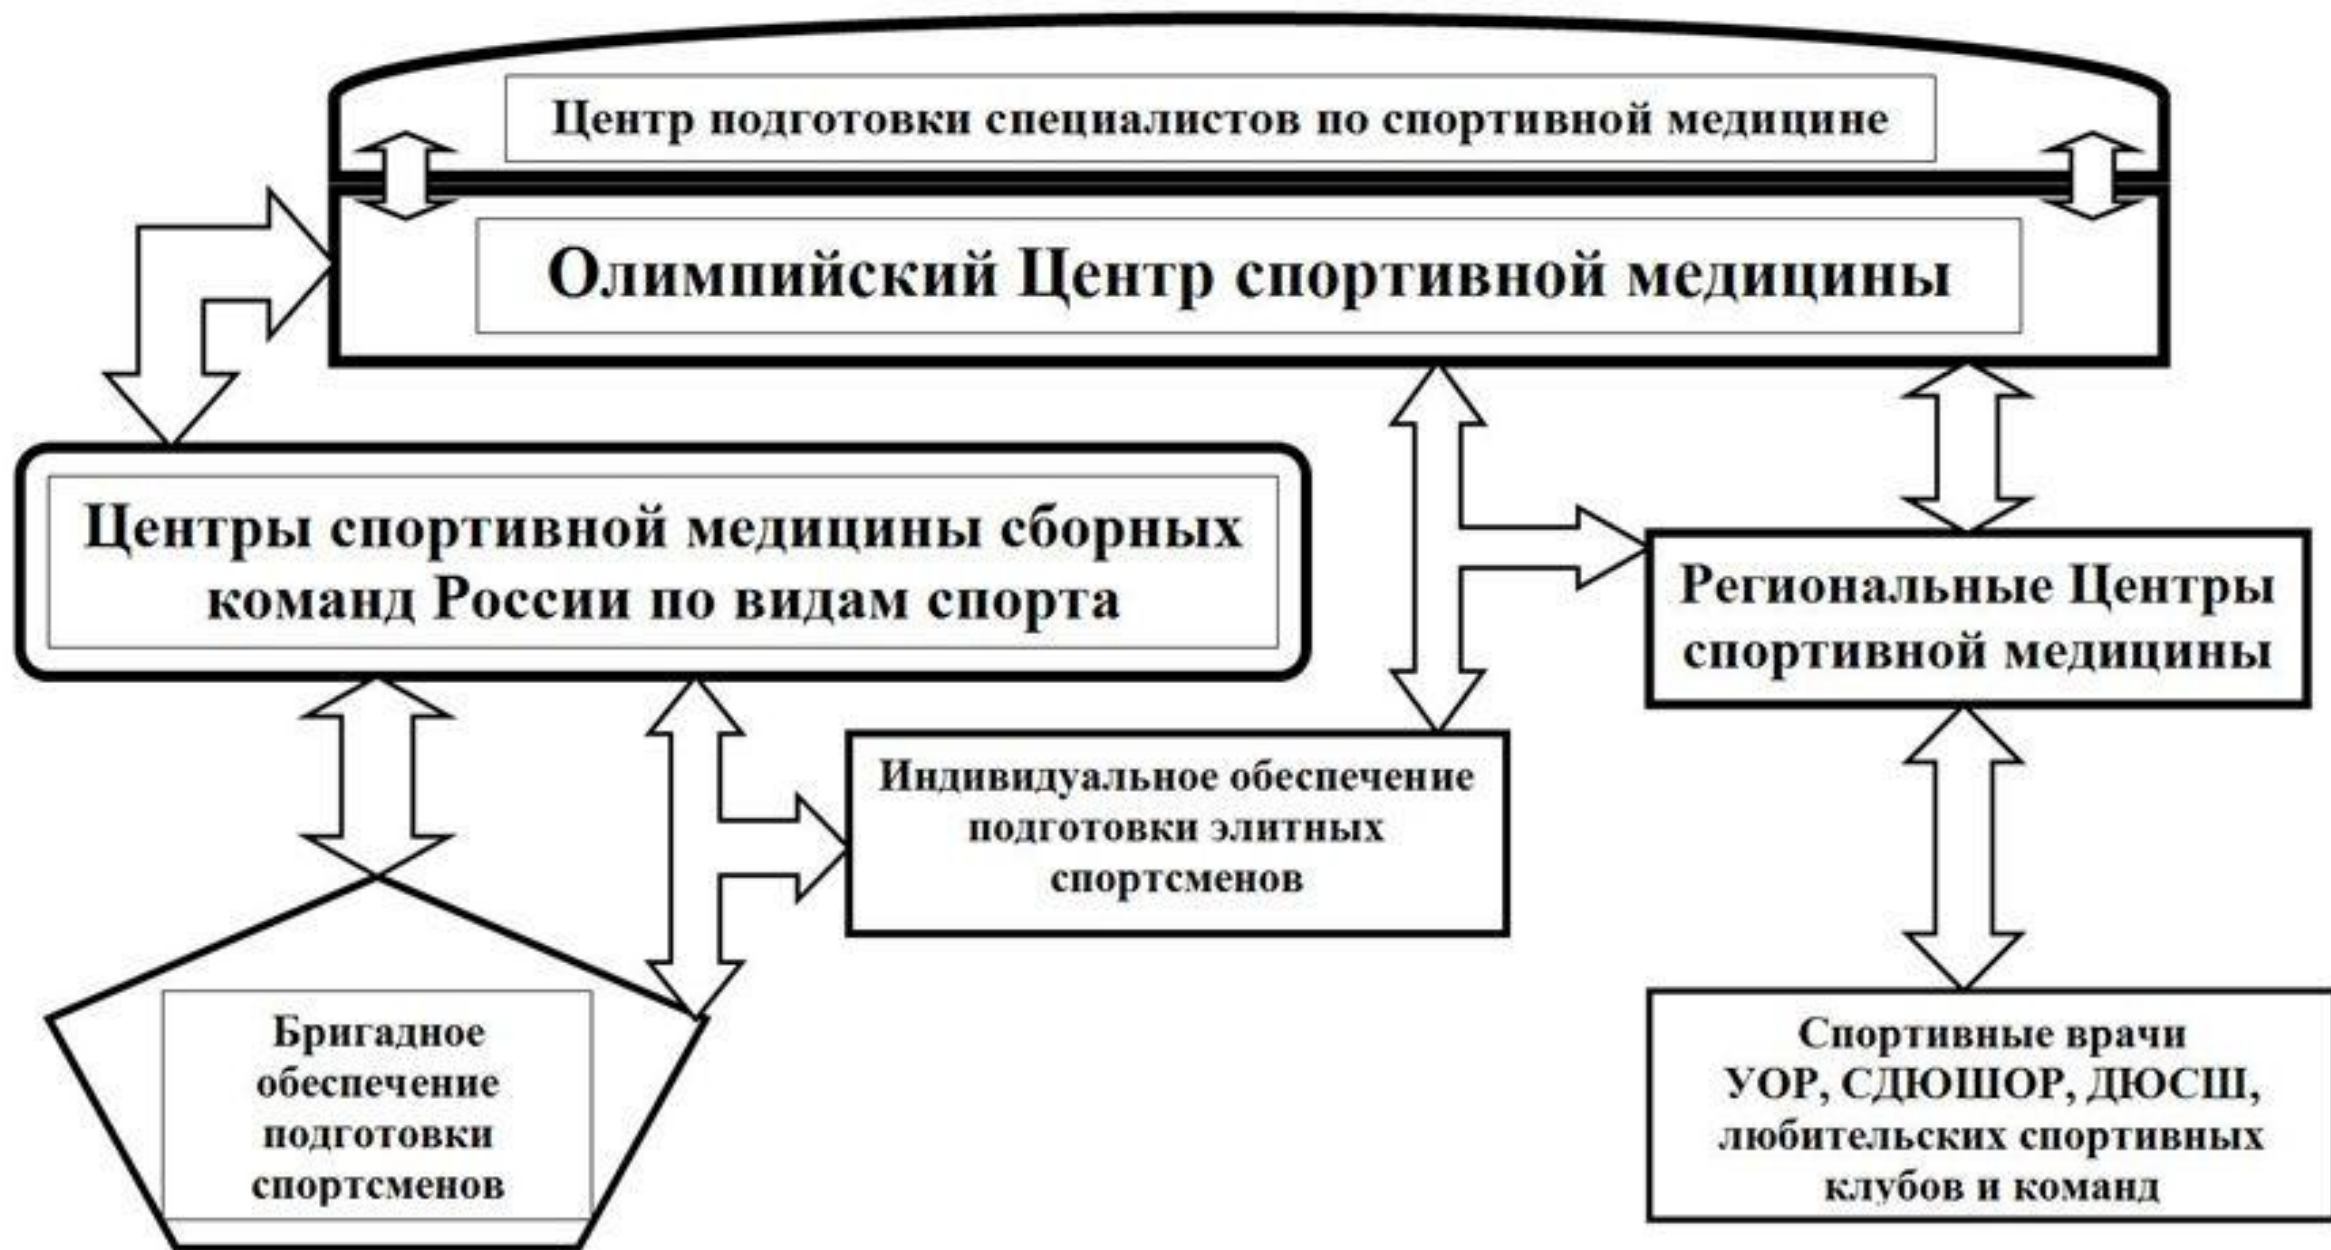 Центр подготовки специалистов по спортивной медицине
Олимпийский Центр спортивной медицины
Центры спортивной медицины сборных
команд России по видам спорта
Региональные Центры
спортивной медицины
Индивидуальное обеспечение
подготовки элитных
спортсменов
Бригадное
обеспечение
подготовки
спортсменов
Спортивные врачи
УОР, СДЮШОР, ДЮСШ,
любительских спортивных
клубов и команд